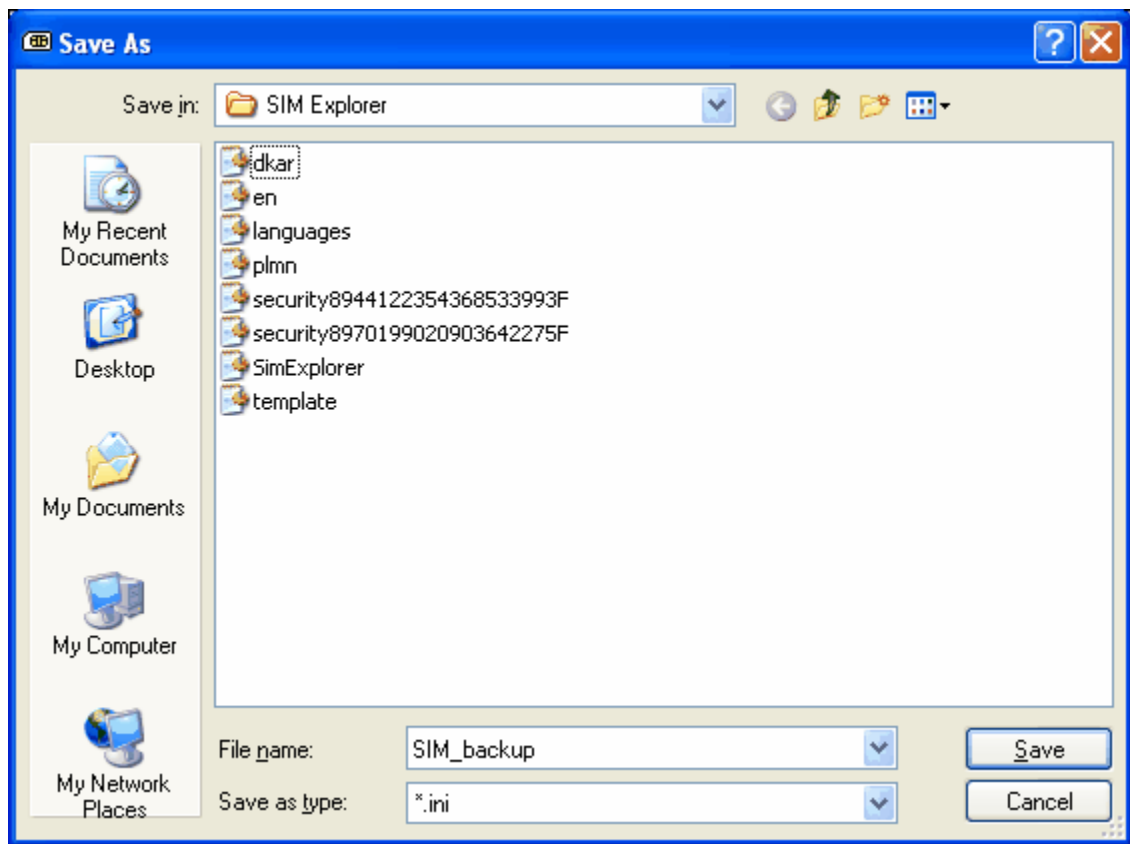 Save As
Save in: SIM Explorer
My Recent
Documents
Desktop
My Documents
My Computer
My Network
Places
dkar
en
languages
plmn
security8944122354368533993F
security8970199020903642275F
SimExplorer
template
File name: SIM_backup
Save
Save as type: *.ini
Cancel